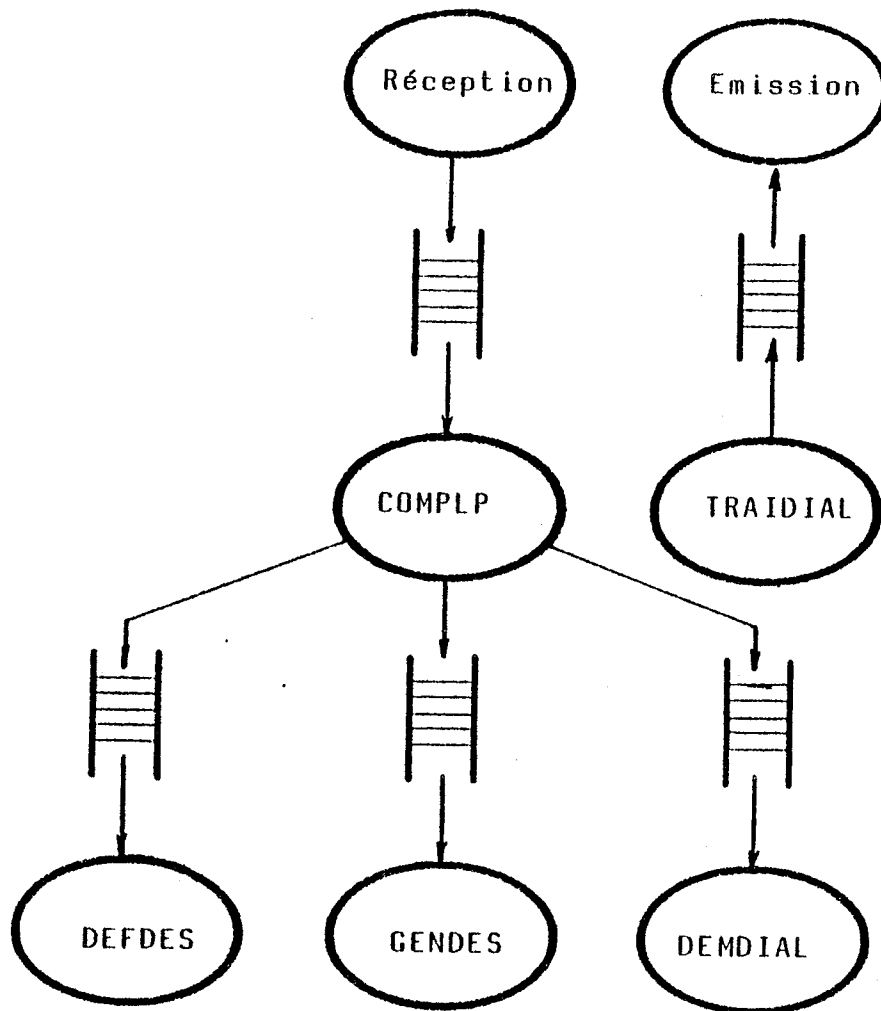 Réception
Emission
COMPLP
TRAIDIAL
DEFDES
GENDES
DEMDIAL